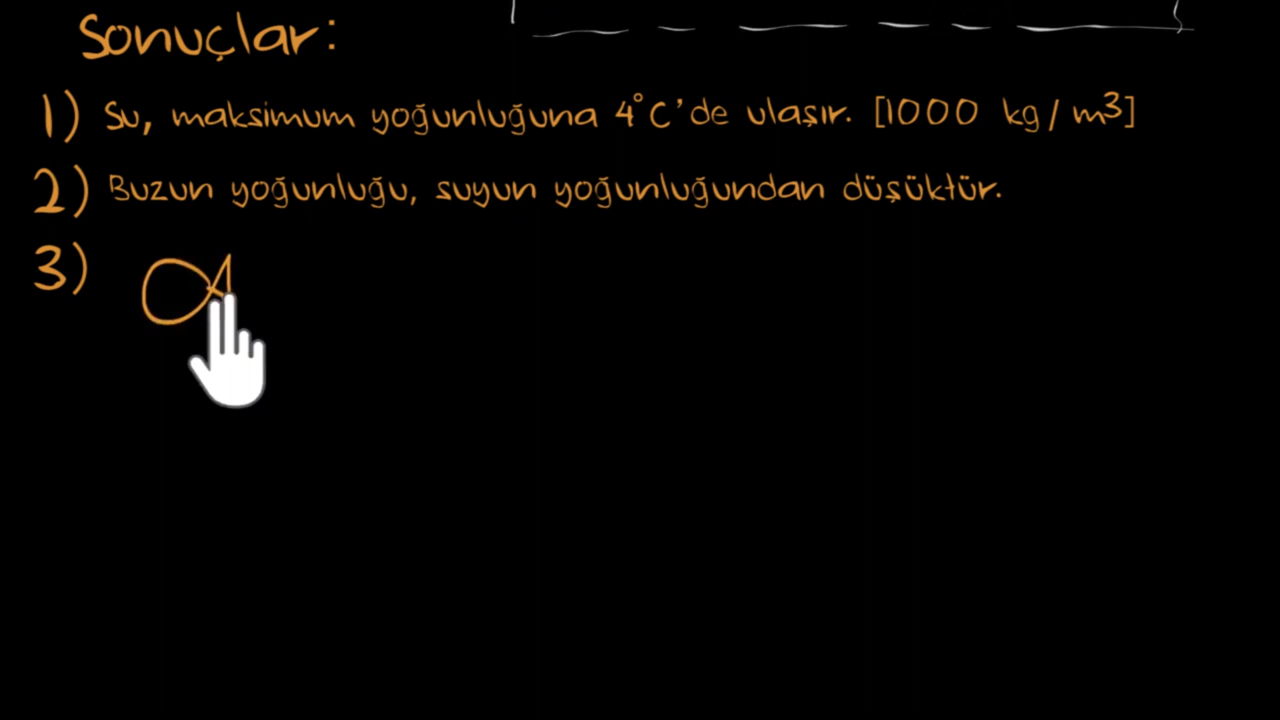 Sonuçlar:
1) Su, maksimum yoğunluğuna 4°C'de ulaşır. [1000 kg/m³]
2) Buzun yoğunluğu, suyun yoğunluğundan düşüktür.
3)